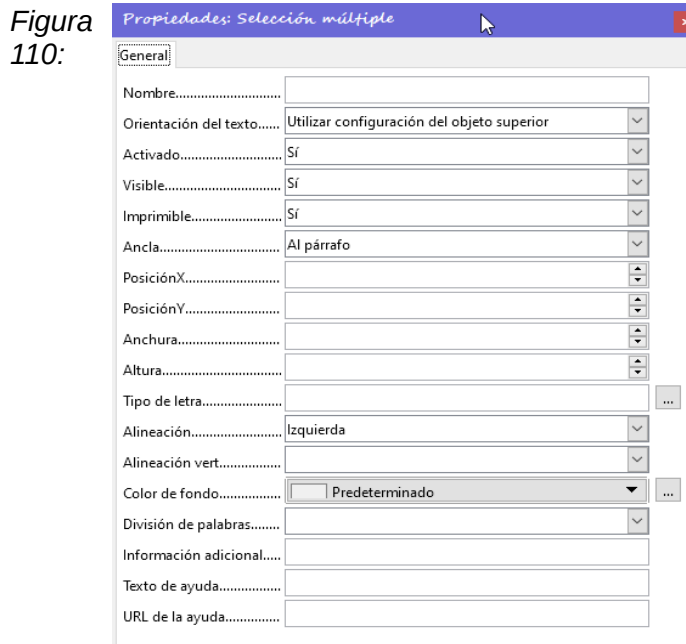 Figura
110:
Propiedades: Selección múltiple
General
Nombre............................
Orientación del texto...... Utilizar configuración del objeto superior
Activado............................ Sí
Visible................................ Sí
Imprimible......................... Sí
Ancla................................. Al párrafo
PosiciónX..........................
PosiciónY..........................
Anchura............................
Altura.................................
Tipo de letra......................
Alineación......................... Izquierda
Alineación vert.................
Color de fondo................. Predeterminado
División de palabras........
Información adicional.....
Texto de ayuda.................
URL de la ayuda...............